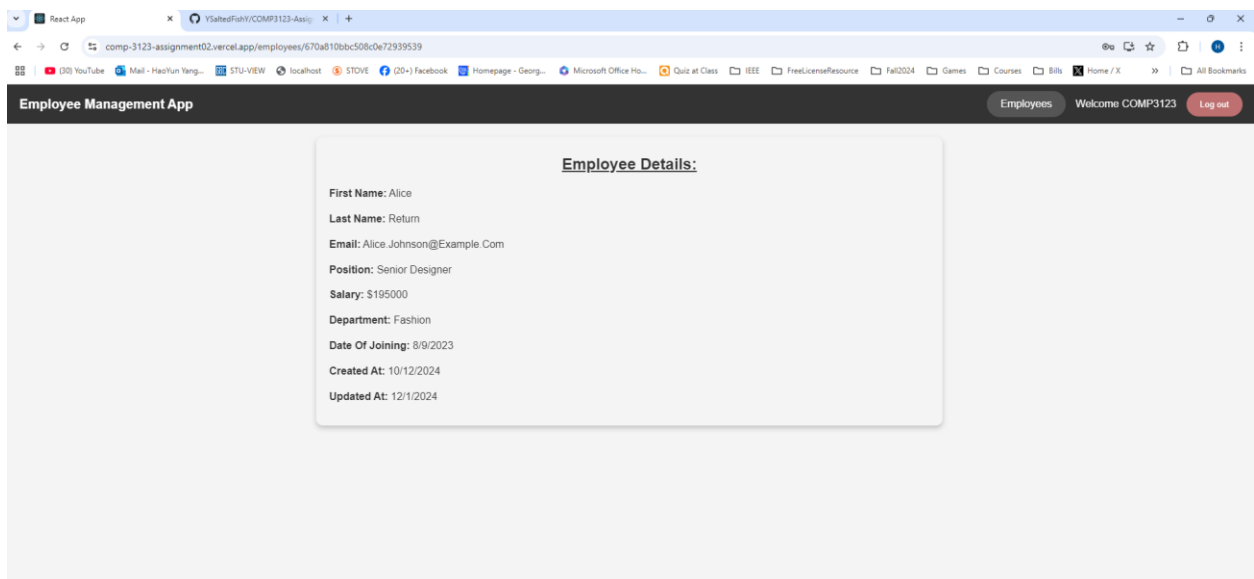 React App
YSaltedFishY/COMP3123-Assig
comp-3123-assignment02.vercel.app/employees/670a810bbc508c0e72939539
(30) YouTube Mail - HaoYun Yang... STU-VIEW localhost STOVE (20+) Facebook Homepage - Georg... Microsoft Office Ho... Quiz at Class IEEE FreeLicenseResource Fall2024 Games Courses Bills Home / X » All Bookmarks
Employee Management App Employees Welcome COMP3123 Log out
Employee Details:
First Name: Alice
Last Name: Return
Email: Alice.Johnson@Example.Com
Position: Senior Designer
Salary: $195000
Department: Fashion
Date Of Joining: 8/9/2023
Created At: 10/12/2024
Updated At: 12/1/2024